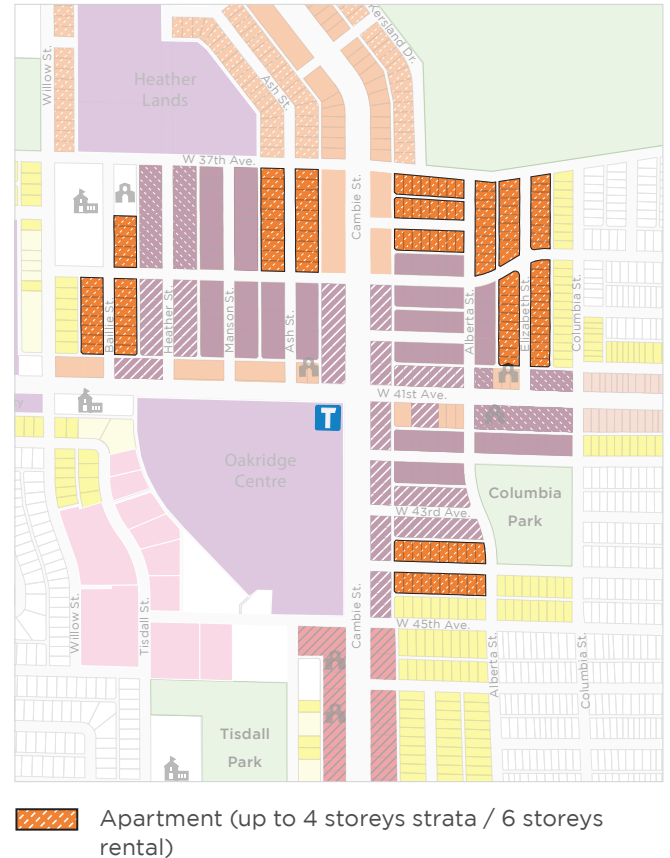 Kersland Dr.
Willow St.
Heather
Lands
Ash St.
W 37th Ave.
Cambie St.
Baillie St.
Heather St.
Manson St.
Ash St.
Alberta St.
Elizabeth St.
Columbia St.
W 41st Ave.
T
Oakridge
Centre
Columbia
Park
W 43rd Ave.
Willow St.
Tisdall St.
Cambie St.
W 45th Ave.
Alberta St.
Columbia St.
Tisdall
Park
Apartment (up to 4 storeys strata / 6 storeys
rental)